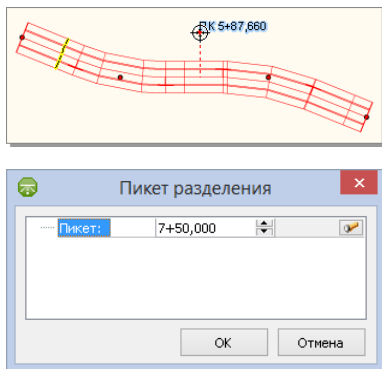 ПК 5+87,660
Пикет разделения
Пикет: 7+50,000
ОК Отмена